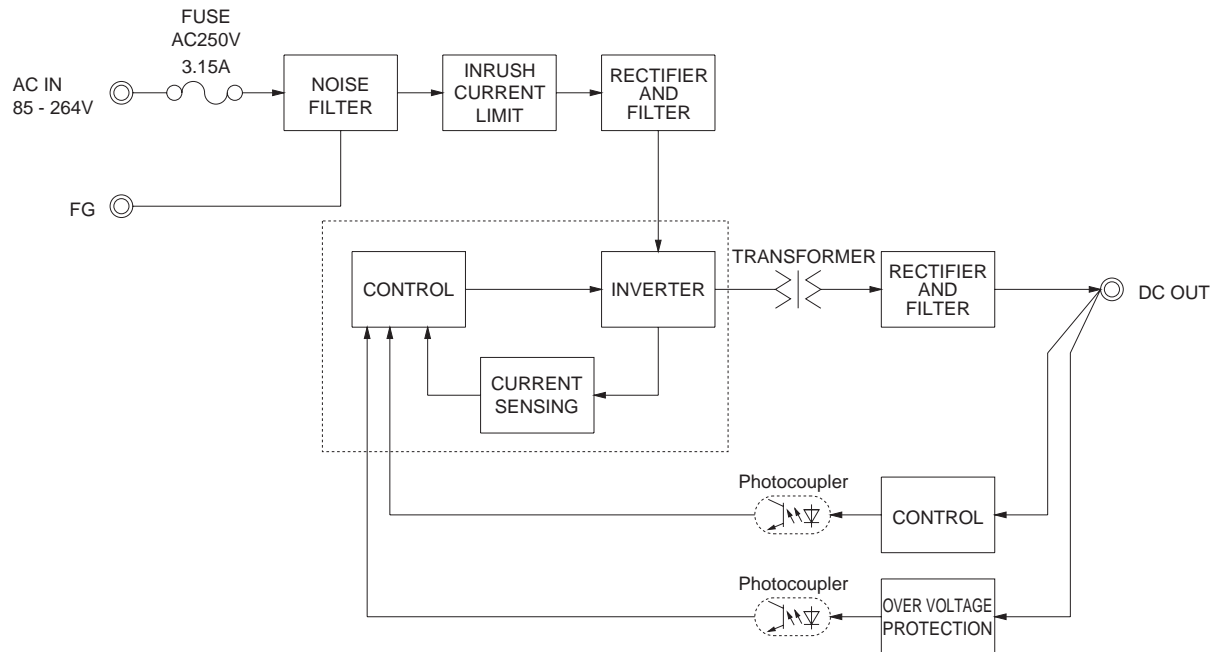 FUSE
AC250V
3.15A
AC IN
85 - 264V
NOISE
FILTER
INRUSH
CURRENT
LIMIT
RECTIFIER
AND
FILTER
FG
CONTROL
INVERTER
TRANSFORMER
RECTIFIER
AND
FILTER
DC OUT
CURRENT
SENSING
Photocoupler
CONTROL
Photocoupler
OVER VOLTAGE
PROTECTION